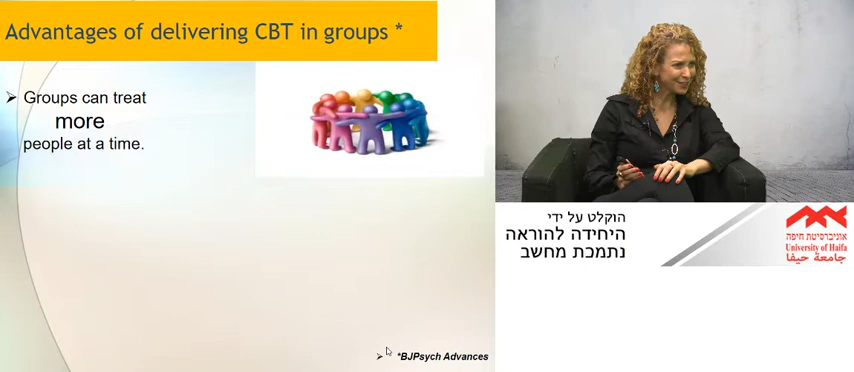 Advantages of delivering CBT in groups *
➢ Groups can treat
more
people at a time.
➢ *BJPsych Advances
הוקלט על ידי
היחידה להוראה
נתמכת מחשב
אוניברסיטת חיפה
University of Haifa
جامعة حيفا